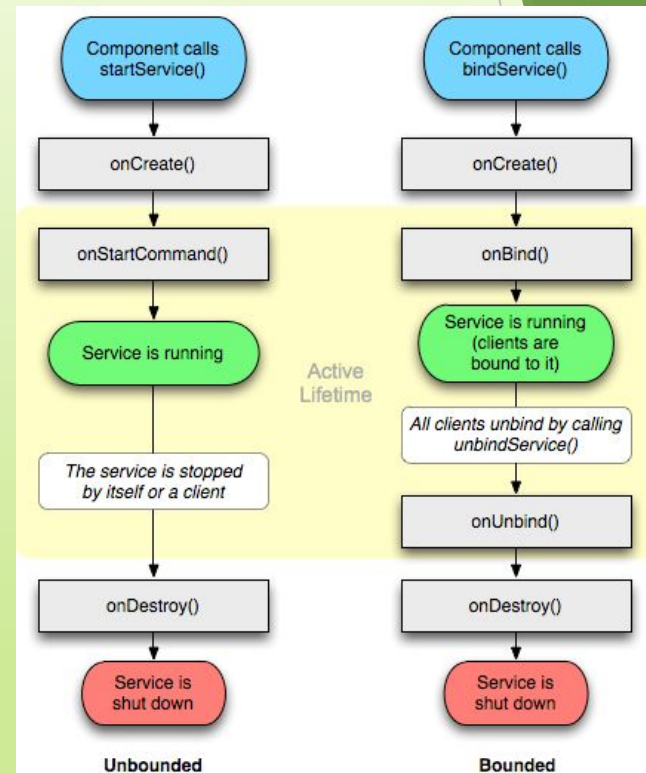 Component calls
startService()
onCreate()
onStartCommand()
Service is running
The service is stopped
by itself or a client
onDestroy()
Service is
shut down
Unbounded
Active
Lifetime
Component calls
bindService()
onCreate()
onBind()
Service is running
(clients are
bound to it)
All clients unbind by calling
unbindService()
onUnbind()
onDestroy()
Service is
shut down
Bounded